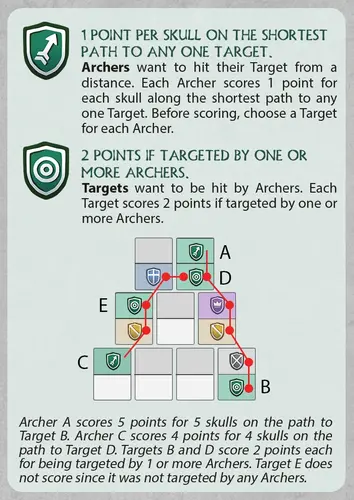 1 POINT PER SKULL ON THE SHORTEST
PATH TO ANY ONE TARGET.
Archers want to hit their Target from a
distance. Each Archer scores 1 point for
each skull along the shortest path to any
one Target. Before scoring, choose a Target
for each Archer.
2 POINTS IF TARGETED BY ONE OR
MORE ARCHERS.
Targets want to be hit by Archers. Each
Target scores 2 points if targeted by one or
more Archers.
A
D
E
C
B
Archer A scores 5 points for 5 skulls on the path to
Target B. Archer C scores 4 points for 4 skulls on the
path to Target D. Targets B and D score 2 points each
for being targeted by 1 or more Archers. Target E does
not score since it was not targeted by any Archers.